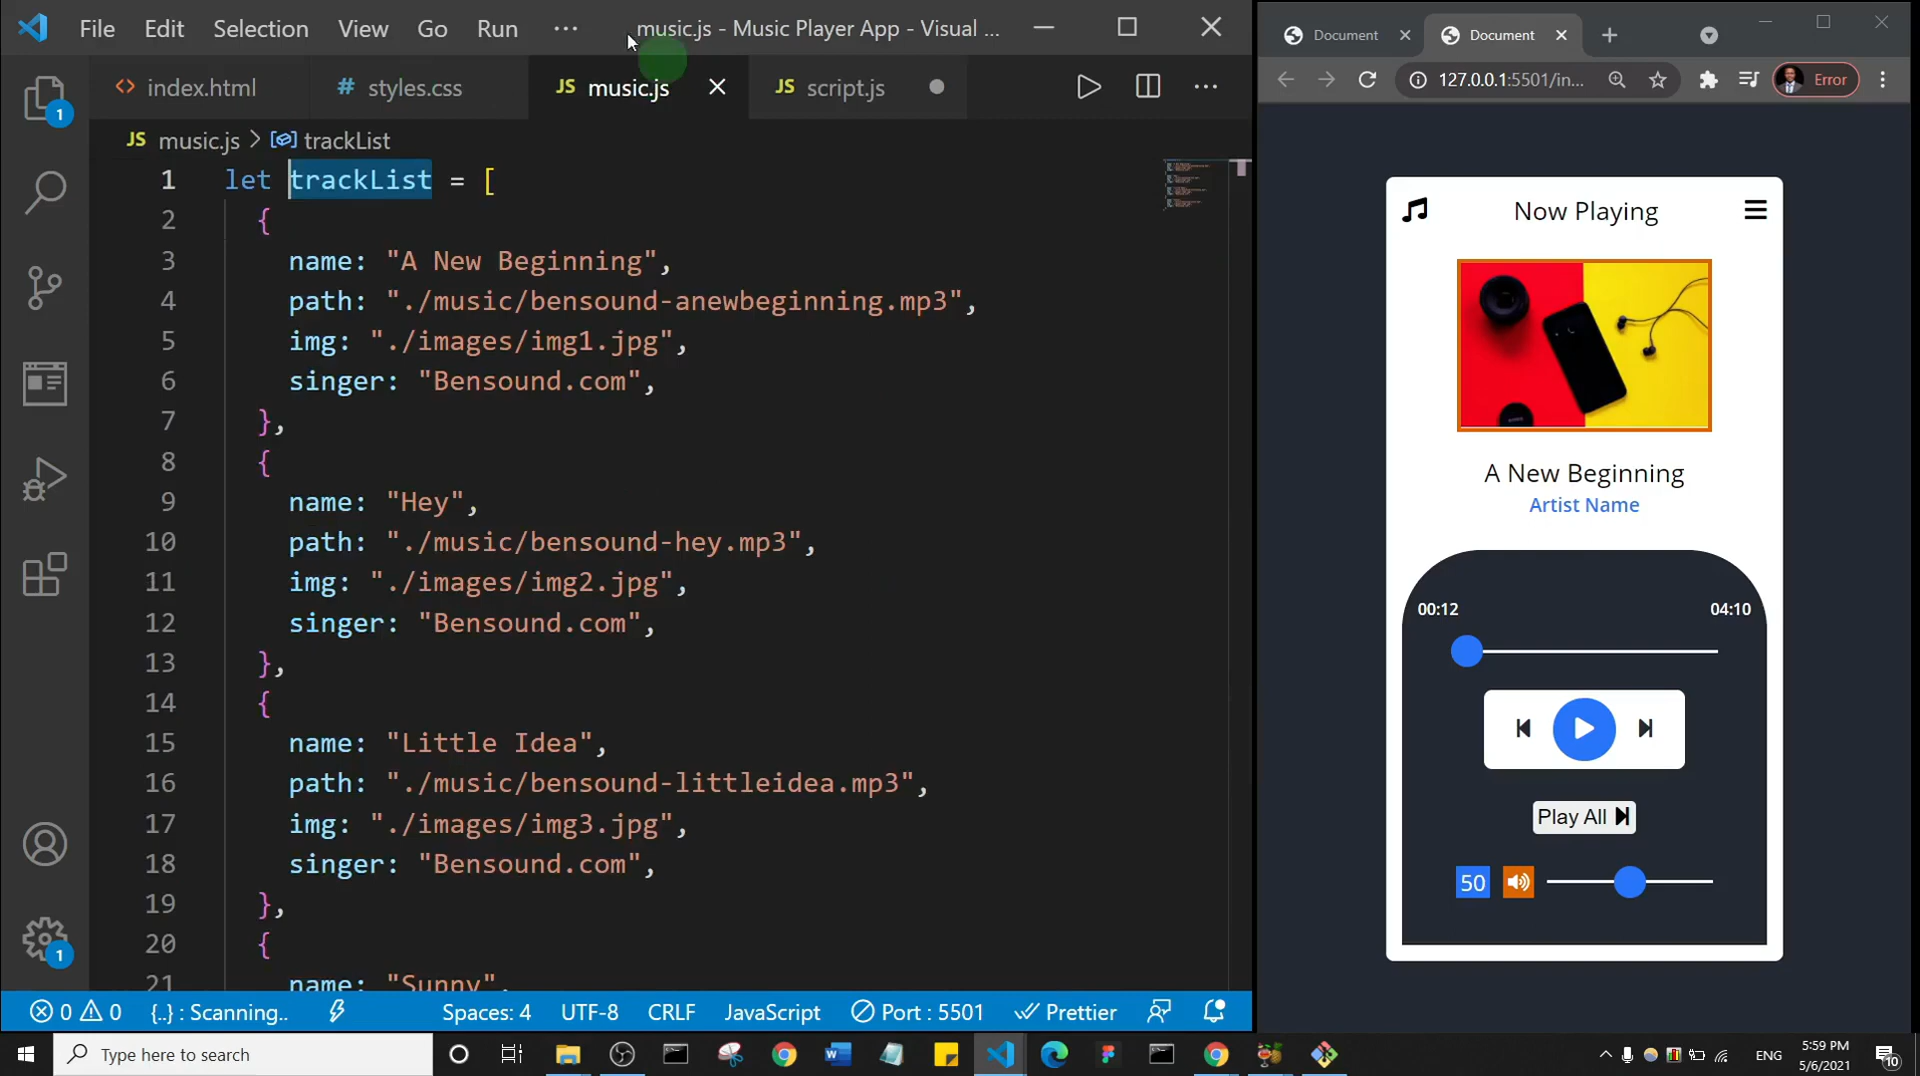 File Edit Selection View Go Run ··· music.js - Music Player App - Visual ...
index.html # styles.css JS music.js JS script.js
JS music.js > trackList
1 let trackList = [
2 {
3 name: "A New Beginning",
4 path: "./music/bensound-anewbeginning.mp3",
5 img: "./images/img1.jpg",
6 singer: "Bensound.com",
7 },
8 {
9 name: "Hey",
10 path: "./music/bensound-hey.mp3",
11 img: "./images/img2.jpg",
12 singer: "Bensound.com",
13 },
14 {
15 name: "Little Idea",
16 path: "./music/bensound-littleidea.mp3",
17 img: "./images/img3.jpg",
18 singer: "Bensound.com",
19 },
20 {
21 name: "Sunny",
1
1
0 0 {..} : Scanning.. Spaces: 4 UTF-8 CRLF JavaScript Port : 5501 Prettier
Document Document
127.0.0.1:5501/in... Error
Now Playing
A New Beginning
Artist Name
00:12 04:10
Play All
50
Type here to search
ENG
5:59 PM
5/6/2021
10